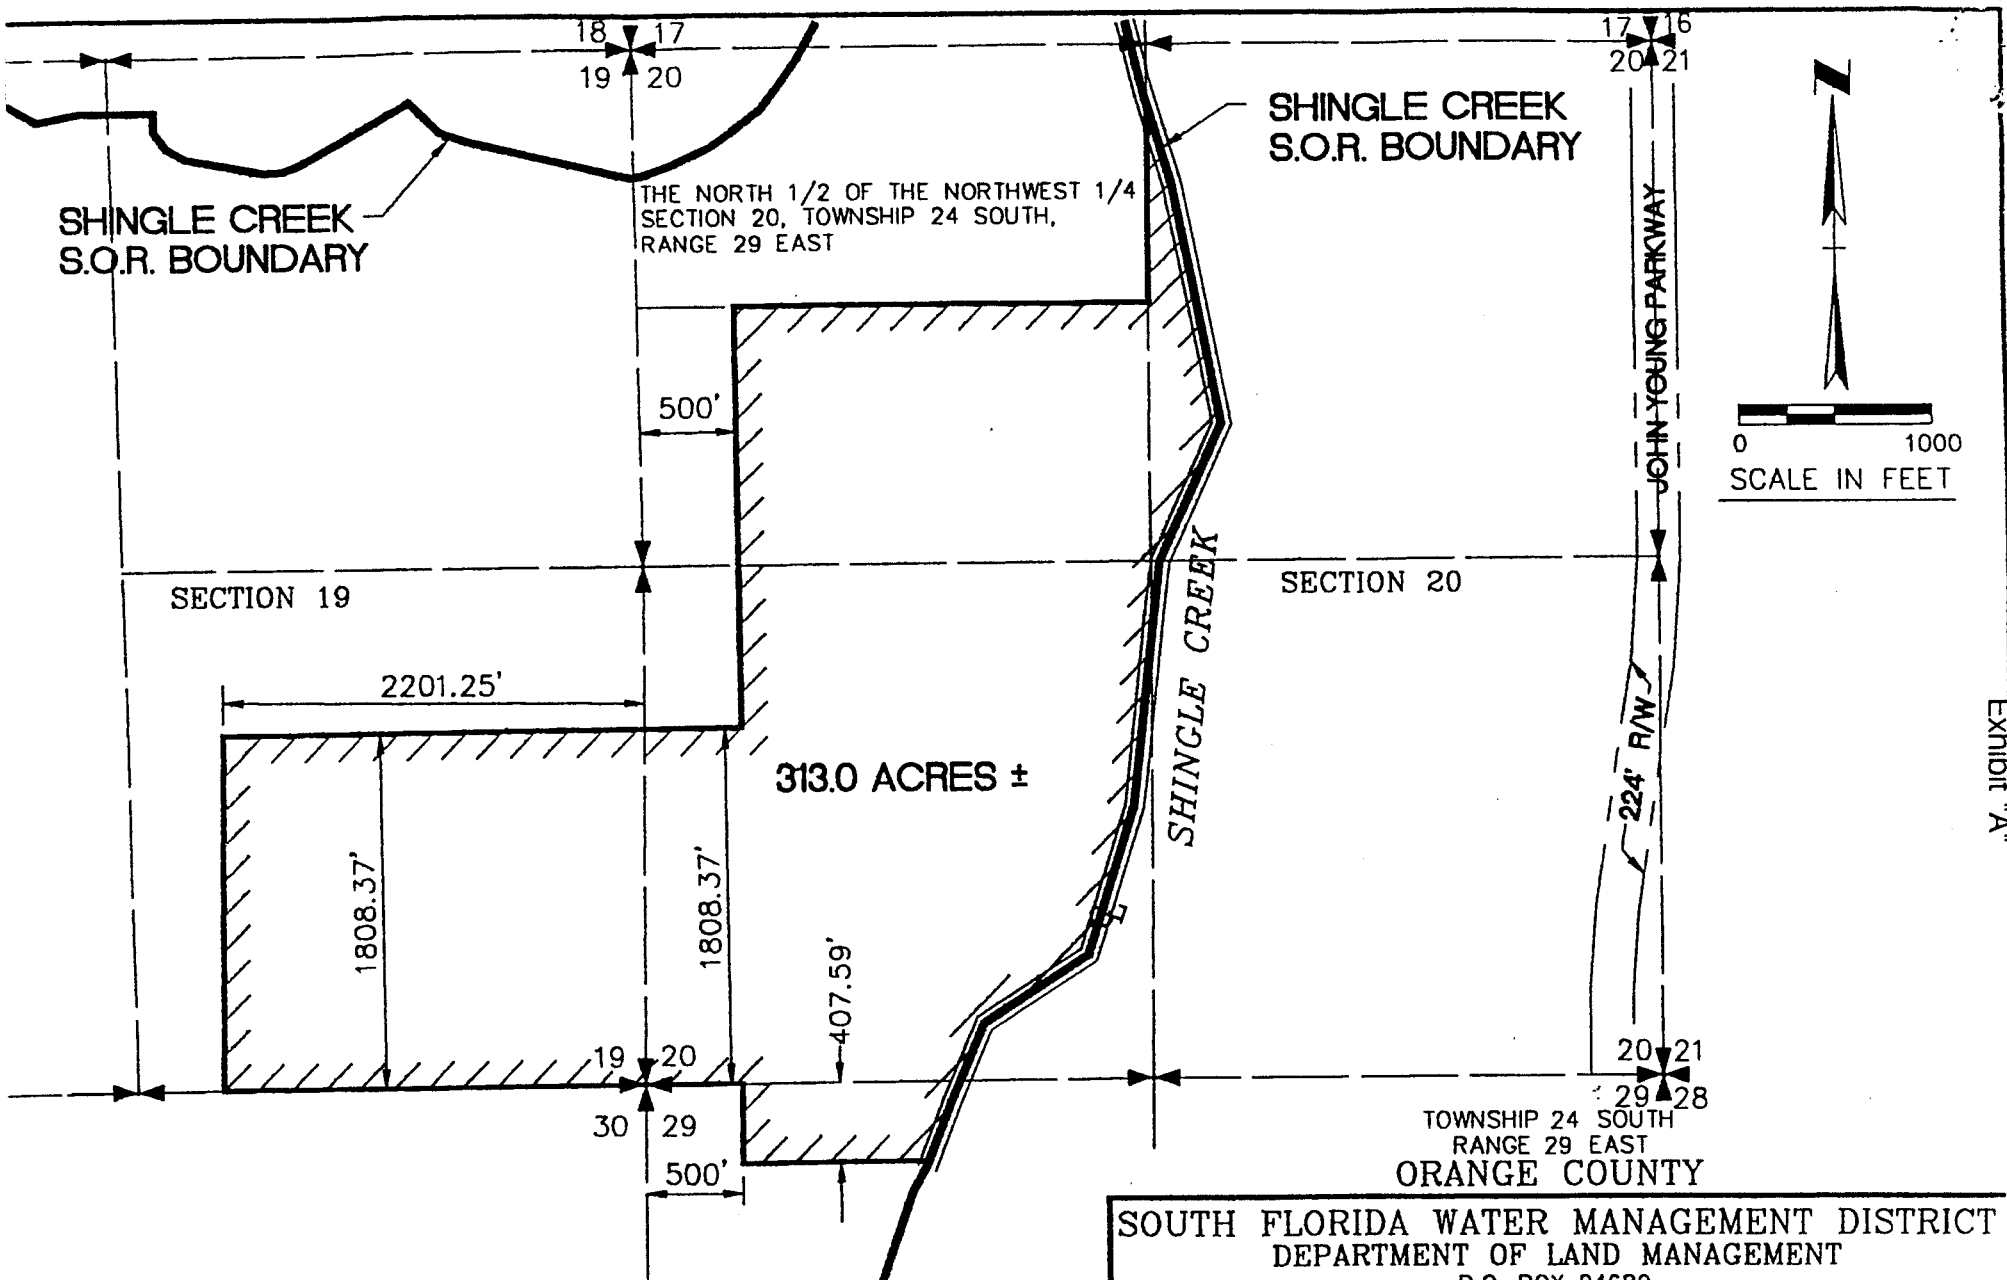 18 17
19 20
17 16
20 21
SHINGLE CREEK
S.O.R. BOUNDARY
SHINGLE CREEK
S.O.R. BOUNDARY
THE NORTH 1/2 OF THE NORTHWEST 1/4
SECTION 20, TOWNSHIP 24 SOUTH,
RANGE 29 EAST
N
0 1000
SCALE IN FEET
JOHN YOUNG PARKWAY
500'
SECTION 19
SECTION 20
SHINGLE CREEK
2201.25'
224' R/W
Exhibit "A"
313.0 ACRES ±
1808.37'
1808.37'
407.59'
19 20
30 29
500'
20 21
29 28
TOWNSHIP 24 SOUTH
RANGE 29 EAST
ORANGE COUNTY
SOUTH FLORIDA WATER MANAGEMENT DISTRICT
DEPARTMENT OF LAND MANAGEMENT
P.O. BOX